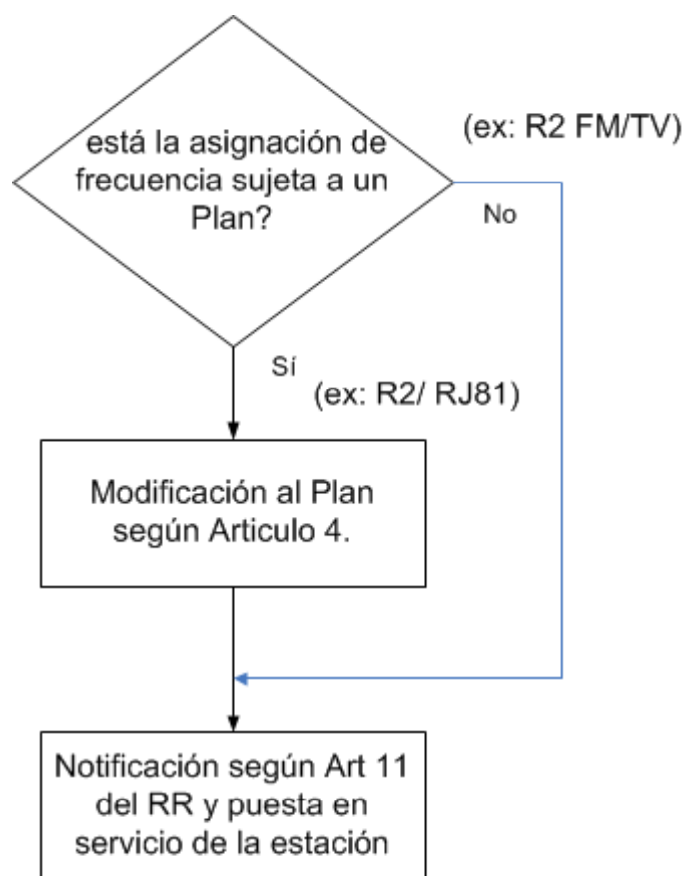 está la asignación de
frecuencia sujeta a un
Plan?
(ex: R2 FM/TV)
No
Sí
(ex: R2/ RJ81)
Modificación al Plan
según Articulo 4.
Notificación según Art 11
del RR y puesta en
servicio de la estación